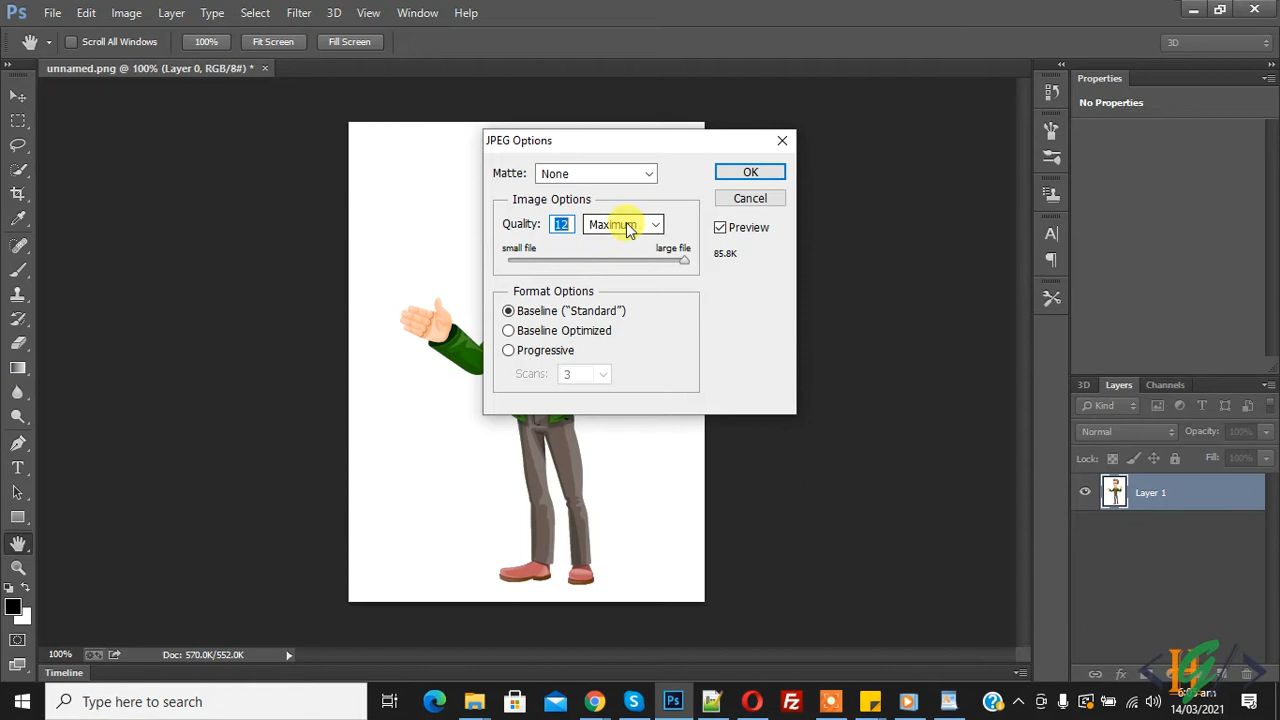 Ps File Edit Image Layer Type Select Filter 3D View Window Help
Scroll All Windows 100% Fit Screen Fill Screen 3D
unnamed.png @ 100% (Layer 0, RGB/8#) * ×
Properties
No Properties
JPEG Options
Matte: None OK
Image Options Cancel
Quality: 12 Maximum Preview
small file large file 85.8K
Format Options
Baseline ("Standard")
Baseline Optimized
Progressive
Scans: 3
3D Layers Channels
Kind
Normal Opacity: 100%
Lock: Fill: 100%
Layer 1
100% Doc: 570.0K/552.0K
Timeline
Type here to search
14/03/2021